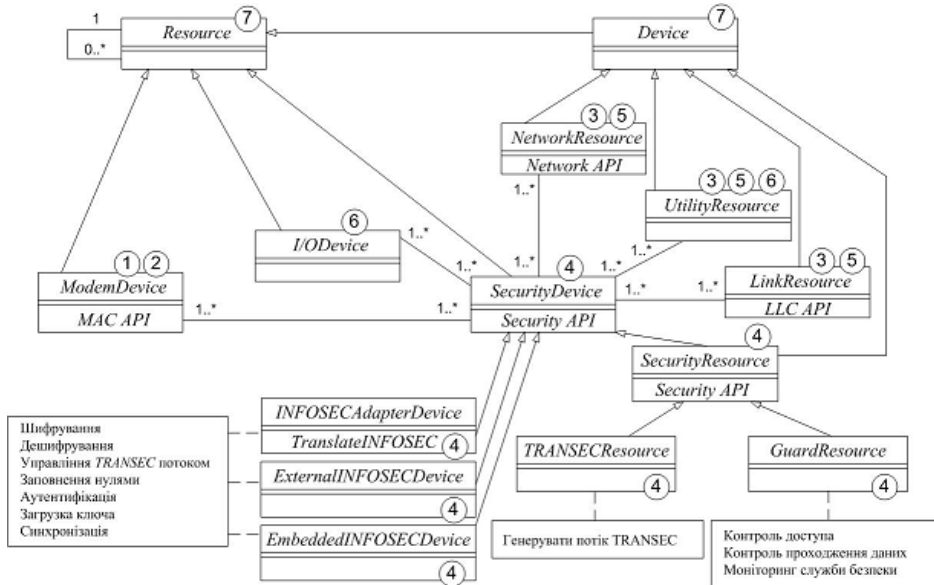 7
7
1
Resource
Device
0..*
3 5
NetworkResource
Network API
3 5 6
1..*
UtilityResource
6
I/ODevice
1..*
1..*
1 2
1..*
1..*
1..*
4
1..*
3 5
ModemDevice
SecurityDevice
1..*
1..*
LinkResource
MAC API
1..*
1..*
Security API
LLC API
4
SecurityResource
Security API
INFOSECAdapterDevice
TranslateINFOSEC
4
Шифрування
Дешифрування
Управління TRANSEC потоком
Заповнення нулями
Аутентифікація
Загрузка ключа
Синхронізація
ExternalINFOSECDevice
4
EmbeddedINFOSECDevice
4
TRANSECResource
4
GuardResource
4
Генерувати потік TRANSEC
Контроль доступа
Контроль проходження даних
Моніторинг служби безпеки